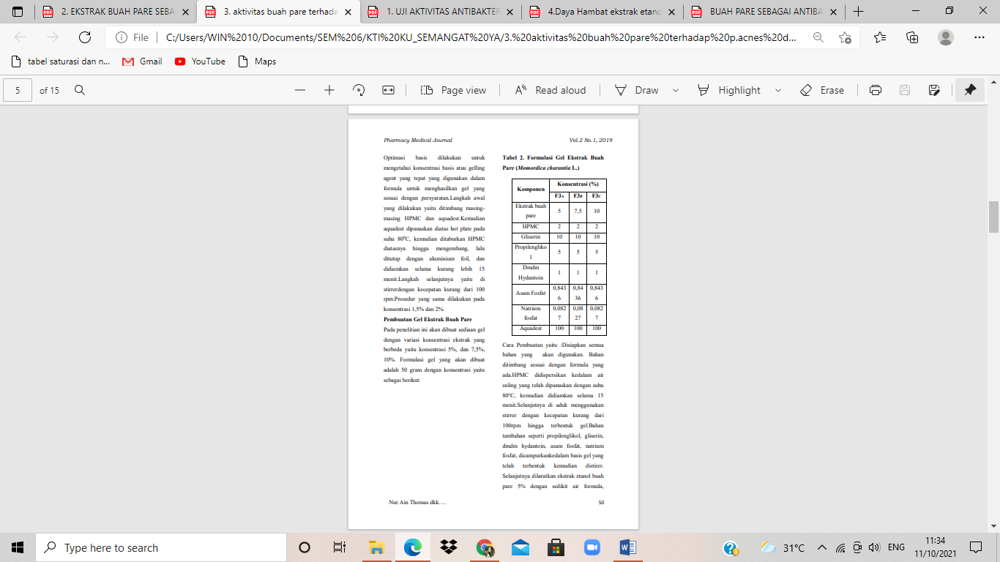 2. EKSTRAK BUAH PARE SEBA
3. aktivitas buah pare terhada
1. UJI AKTIVITAS ANTIBAKTER
4.Daya Hambat ekstrak etano
BUAH PARE SEBAGAI ANTIBA
File
C:/Users/WIN%2010/Documents/SEM%206/KTI%20KU_SEMANGAT%20YA/3.%20aktivitas%20buah%20pare%20terhadap%20p.acnes%20d...
tabel saturasi dan n...
Gmail
YouTube
Maps
5 of 15
Page view
Read aloud
Draw
Highlight
Erase
Pharmacy Medical Journal
Vol.2 No.1, 2019
Optimasi basis dilakukan untuk
mengetahui konsentrasi basis atau gelling
agent yang tepat yang digunakan dalam
formula untuk menghasilkan gel yang
sesuai dengan persyaratan.Langkah awal
yang dilakukan yaitu ditimbang masing-
masing HPMC dan aquadest.Kemudian
aquadest dipanaskan diatas hot plate pada
suhu 80⁰C, kemudian ditaburkan HPMC
diatasnya hingga mengembang, lalu
ditutup dengan aluminium foil, dan
didiamkan selama kurang lebih 15
menit.Langkah selanjutnya yaitu di
stirrerdengan kecepatan kurang dari 100
rpm.Prosedur yang sama dilakukan pada
konsentrasi 1,5% dan 2%.
Pembuatan Gel Ekstrak Buah Pare
Pada penelitian ini akan dibuat sediaan gel
dengan variasi konsentrasi ekstrak yang
berbeda yaitu konsentrasi 5%, dan 7,5%,
10%. Formulasi gel yang akan dibuat
adalah 50 gram dengan konsentrasi yaitu
sebagai berikut:
Tabel 2. Formulasi Gel Ekstrak Buah
Pare (Momordica charantia L.)
Komponen Konsentrasi (%)
F3A F3B F3C
Ekstrak buah
pare 5 7,5 10
HPMC 2 2 2
Gliserin 10 10 10
Propilengliko
l 5 5 5
Dmdm
Hydantoin 1 1 1
Asam Fosfat 0,843 0,84 0,843
6 36 6
Natrium 0,082 0,08 0,082
fosfat 7 27 7
Aquadest 100 100 100
Cara Pembuatan yaitu :Disiapkan semua
bahan yang akan digunakan. Bahan
ditimbang sesuai dengan formula yang
ada.HPMC didispersikan kedalam air
suling yang telah dipanaskan dengan suhu
80ºC, kemudian didiamkan selama 15
menit.Selanjutnya di aduk menggunakan
stirrer dengan kecepatan kurang dari
100rpm hingga terbentuk gel.Bahan
tambahan seperti propilenglikol, gliserin,
dmdm hydantoin, asam fosfat, natrium
fosfat, dicampurkankedalam basis gel yang
telah terbentuk kemudian distirer.
Selanjutnya dilarutkan ekstrak etanol buah
pare 5% dengan sedikit air formula,
Nur Ain Thomas dkk….
50
Type here to search
31°C
ENG
11:34
11/10/2021